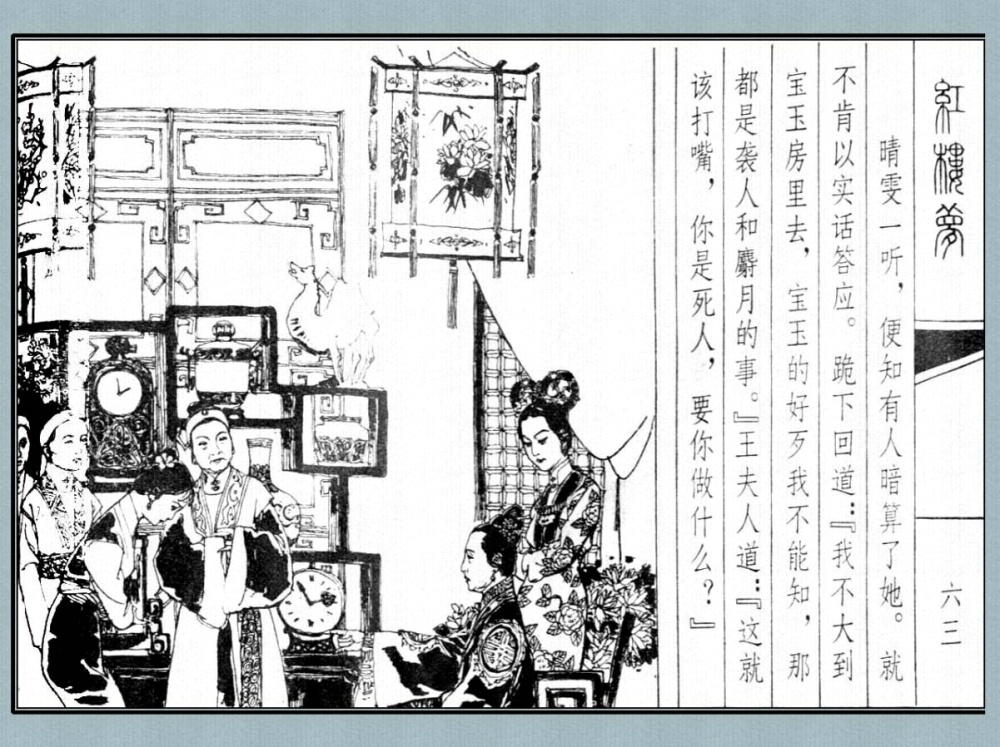 红楼梦
晴雯一听，便知有人暗算了她。就
不肯以实话答应。跪下回道：『我不大到
宝玉房里去，宝玉的好歹我不能知，那
都是袭人和麝月的事。』王夫人道：『这就
该打嘴，你是死人，要你做什么？』
六三